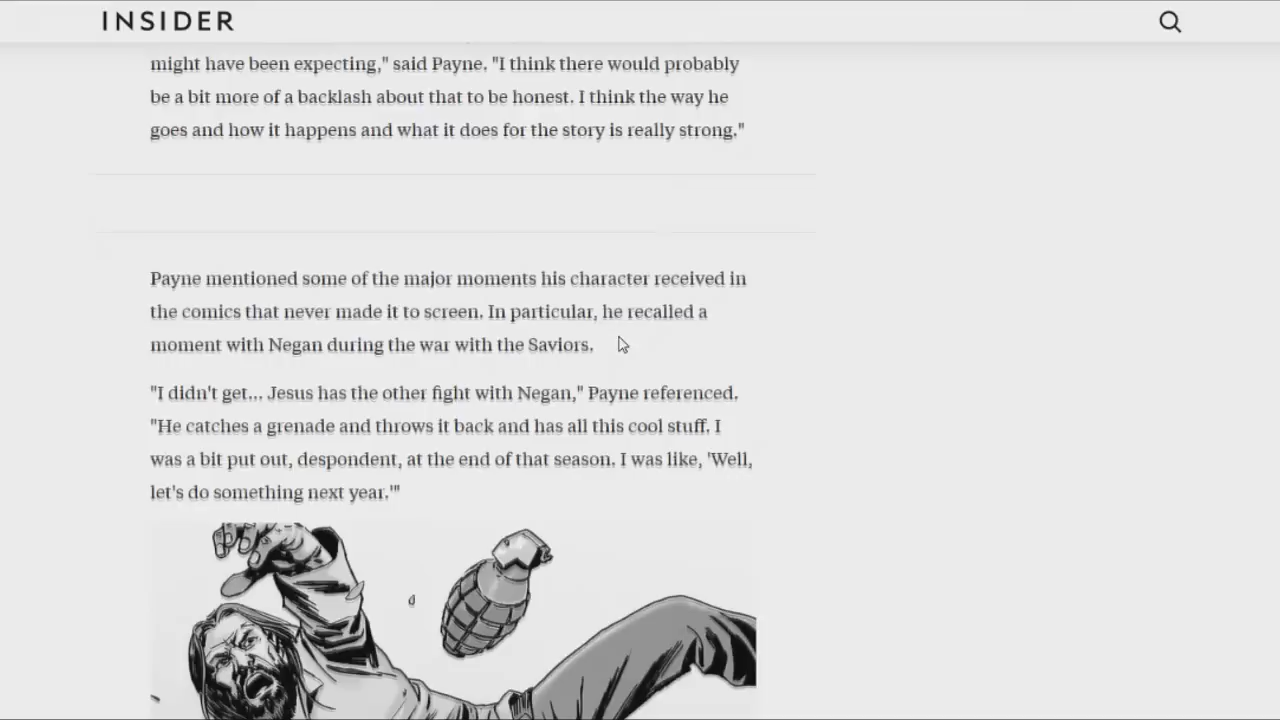 INSIDER
might have been expecting," said Payne. "I think there would probably
be a bit more of a backlash about that to be honest. I think the way he
goes and how it happens and what it does for the story is really strong."
Payne mentioned some of the major moments his character received in
the comics that never made it to screen. In particular, he recalled a
moment with Negan during the war with the Saviors.
"I didn't get... Jesus has the other fight with Negan," Payne referenced.
"He catches a grenade and throws it back and has all this cool stuff. I
was a bit put out, despondent, at the end of that season. I was like, 'Well,
let's do something next year.'"